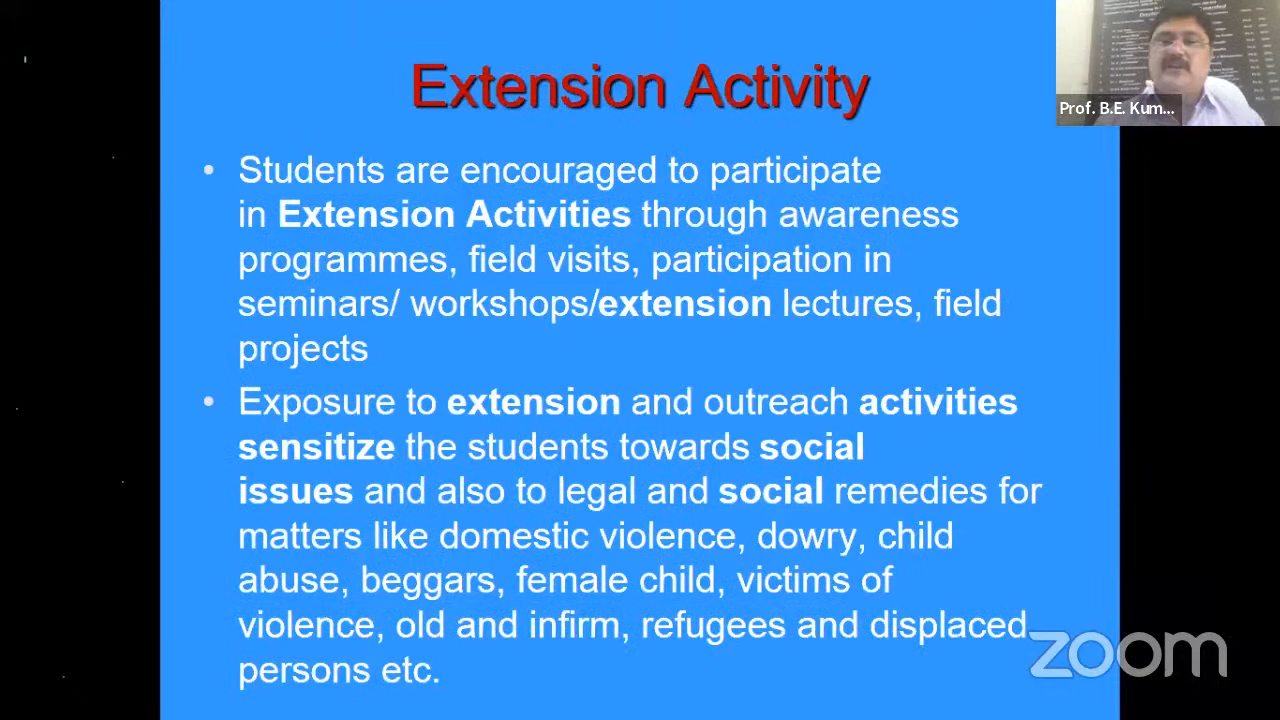 Extension Activity
Prof. B.E. Kum...
• Students are encouraged to participate
in Extension Activities through awareness
programmes, field visits, participation in
seminars/ workshops/extension lectures, field
projects
• Exposure to extension and outreach activities
sensitize the students towards social
issues and also to legal and social remedies for
matters like domestic violence, dowry, child
abuse, beggars, female child, victims of
violence, old and infirm, refugees and displaced
persons etc.
zoom